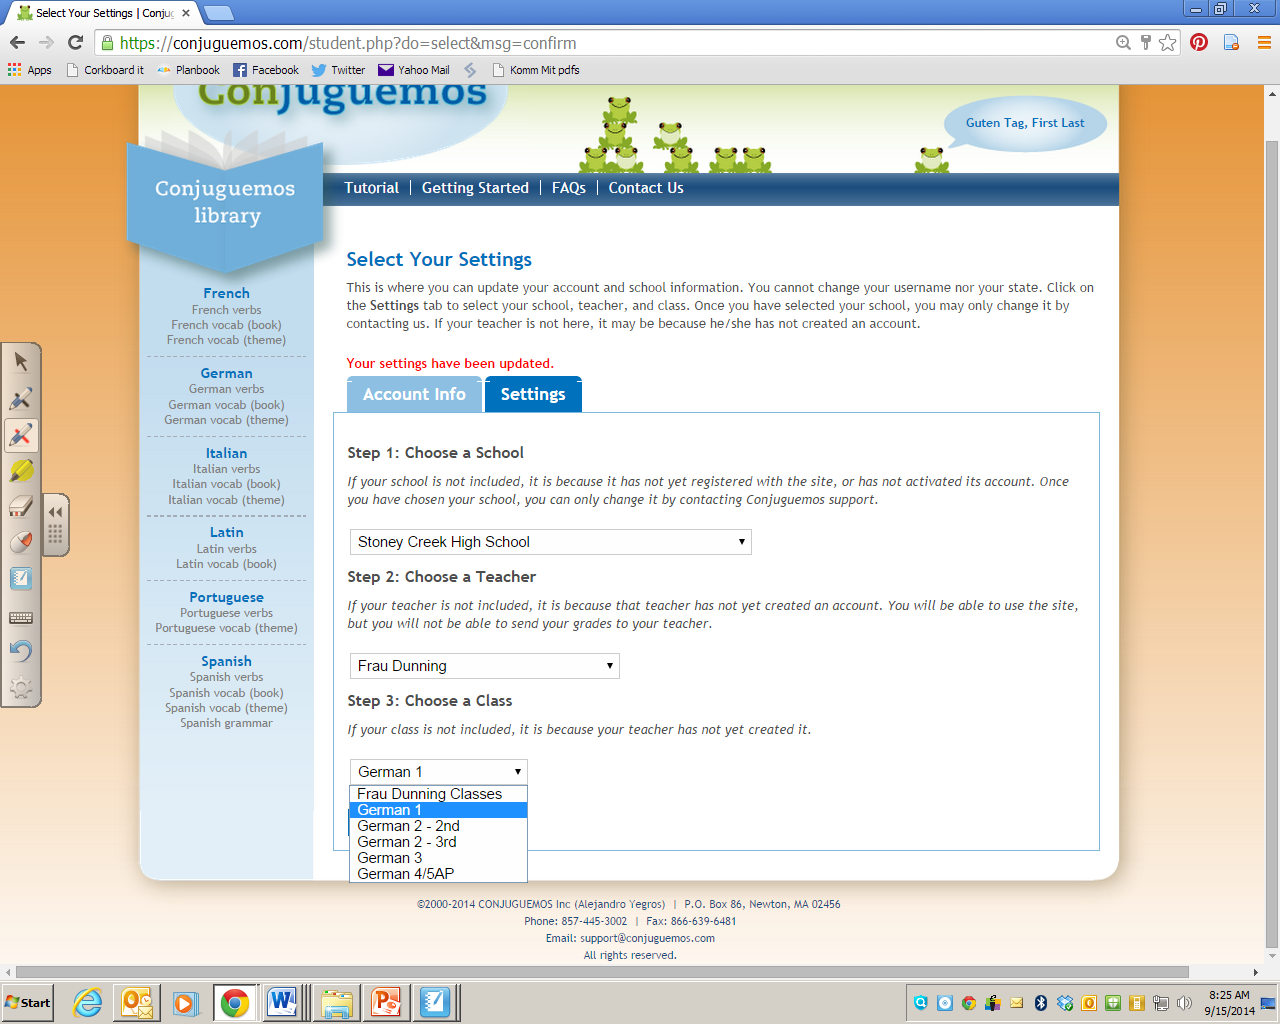 Select Your Settings | Conju
https://conjuguemos.com/student.php?do=select&msg=confirm
Apps Corkboard it Planbook Facebook Twitter Yahoo Mail Komm Mit pdfs
Conjuguemos
Guten Tag, First Last
Conjuguemos
library
Tutorial | Getting Started | FAQs | Contact Us
French
French verbs
French vocab (book)
French vocab (theme)
German
German verbs
German vocab (book)
German vocab (theme)
Italian
Italian verbs
Italian vocab (book)
Italian vocab (theme)
Latin
Latin verbs
Latin vocab (book)
Portuguese
Portuguese verbs
Portuguese vocab (theme)
Spanish
Spanish verbs
Spanish vocab (book)
Spanish vocab (theme)
Spanish grammar
Select Your Settings
This is where you can update your account and school information. You cannot change your username nor your state. Click on
the Settings tab to select your school, teacher, and class. Once you have selected your school, you may only change it by
contacting us. If your teacher is not here, it may be because he/she has not created an account.
Your settings have been updated.
Account Info Settings
Step 1: Choose a School
If your school is not included, it is because it has not yet registered with the site, or has not activated its account. Once
you have chosen your school, you can only change it by contacting Conjuguemos support.
Stoney Creek High School
Step 2: Choose a Teacher
If your teacher is not included, it is because that teacher has not yet created an account. You will be able to use the site,
but you will not be able to send your grades to your teacher.
Frau Dunning
Step 3: Choose a Class
If your class is not included, it is because your teacher has not yet created it.
German 1
Frau Dunning Classes
German 1
German 2 - 2nd
German 2 - 3rd
German 3
German 4/5AP
©2000-2014 CONJUGUEMOS Inc (Alejandro Yegros) | P.O. Box 86, Newton, MA 02456
Phone: 857-445-3002 | Fax: 866-639-6481
Email: support@conjuguemos.com
All rights reserved.
Start
8:25 AM
9/15/2014